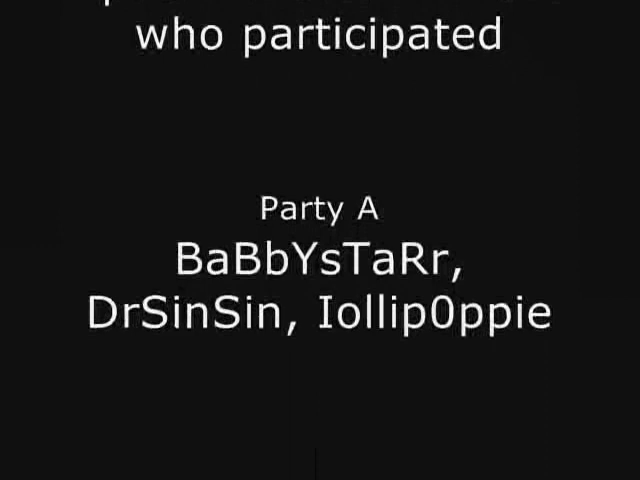 who participated
Party A
BaBbYsTaRr,
DrSinSin, Iollip0ppie